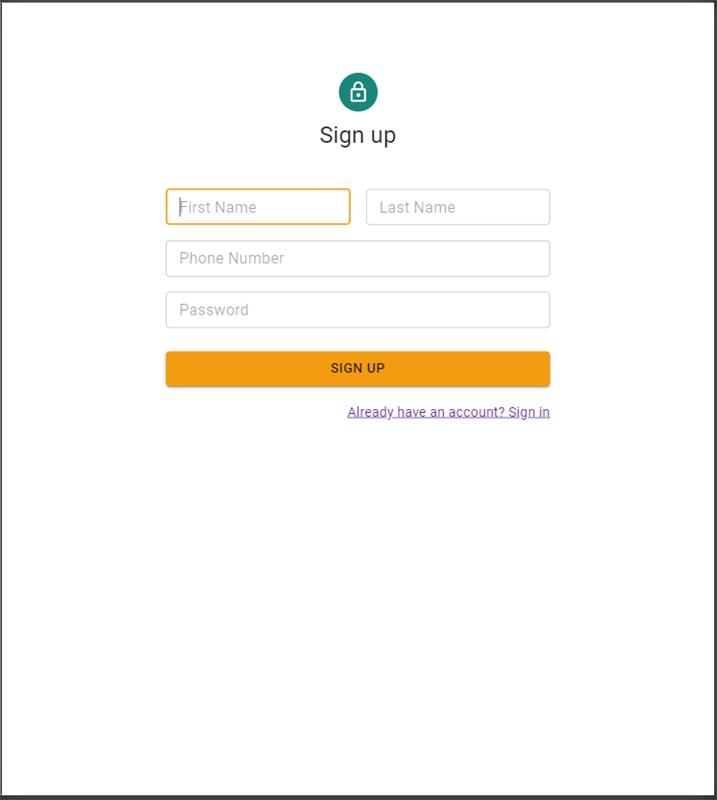 Sign up
First Name Last Name
Phone Number
Password
SIGN UP
Already have an account? Sign in